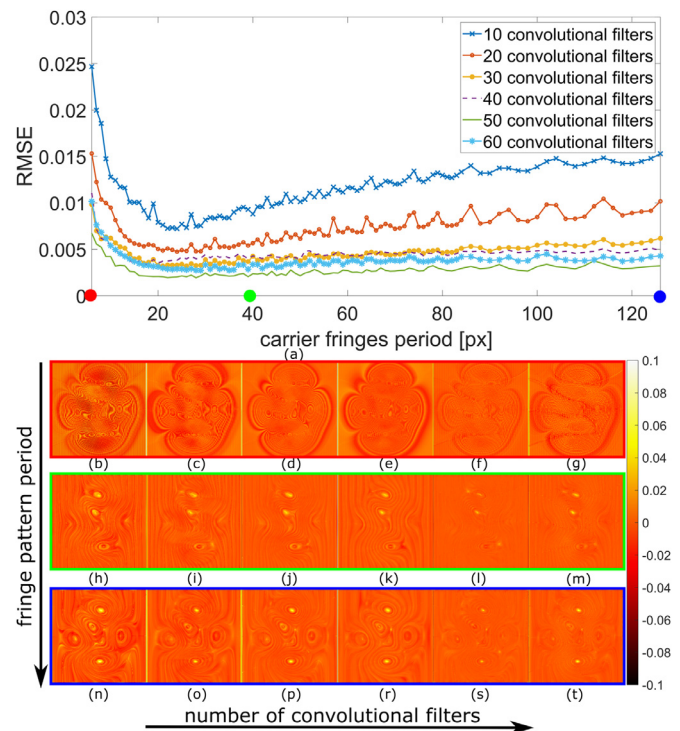 0.03
0.025
0.02
0.015
0.01
0.005
0
RMSE
10 convolutional filters
20 convolutional filters
30 convolutional filters
40 convolutional filters
50 convolutional filters
60 convolutional filters
20 40 60 80 100 120
carrier fringes period [px]
(a)
fringe pattern period
(b) (c) (d) (e) (f) (g)
(h) (i) (j) (k) (l) (m)
(n) (o) (p) (r) (s) (t)
0.1
0.08
0.06
0.04
0.02
0
-0.02
-0.04
-0.06
-0.08
-0.1
number of convolutional filters